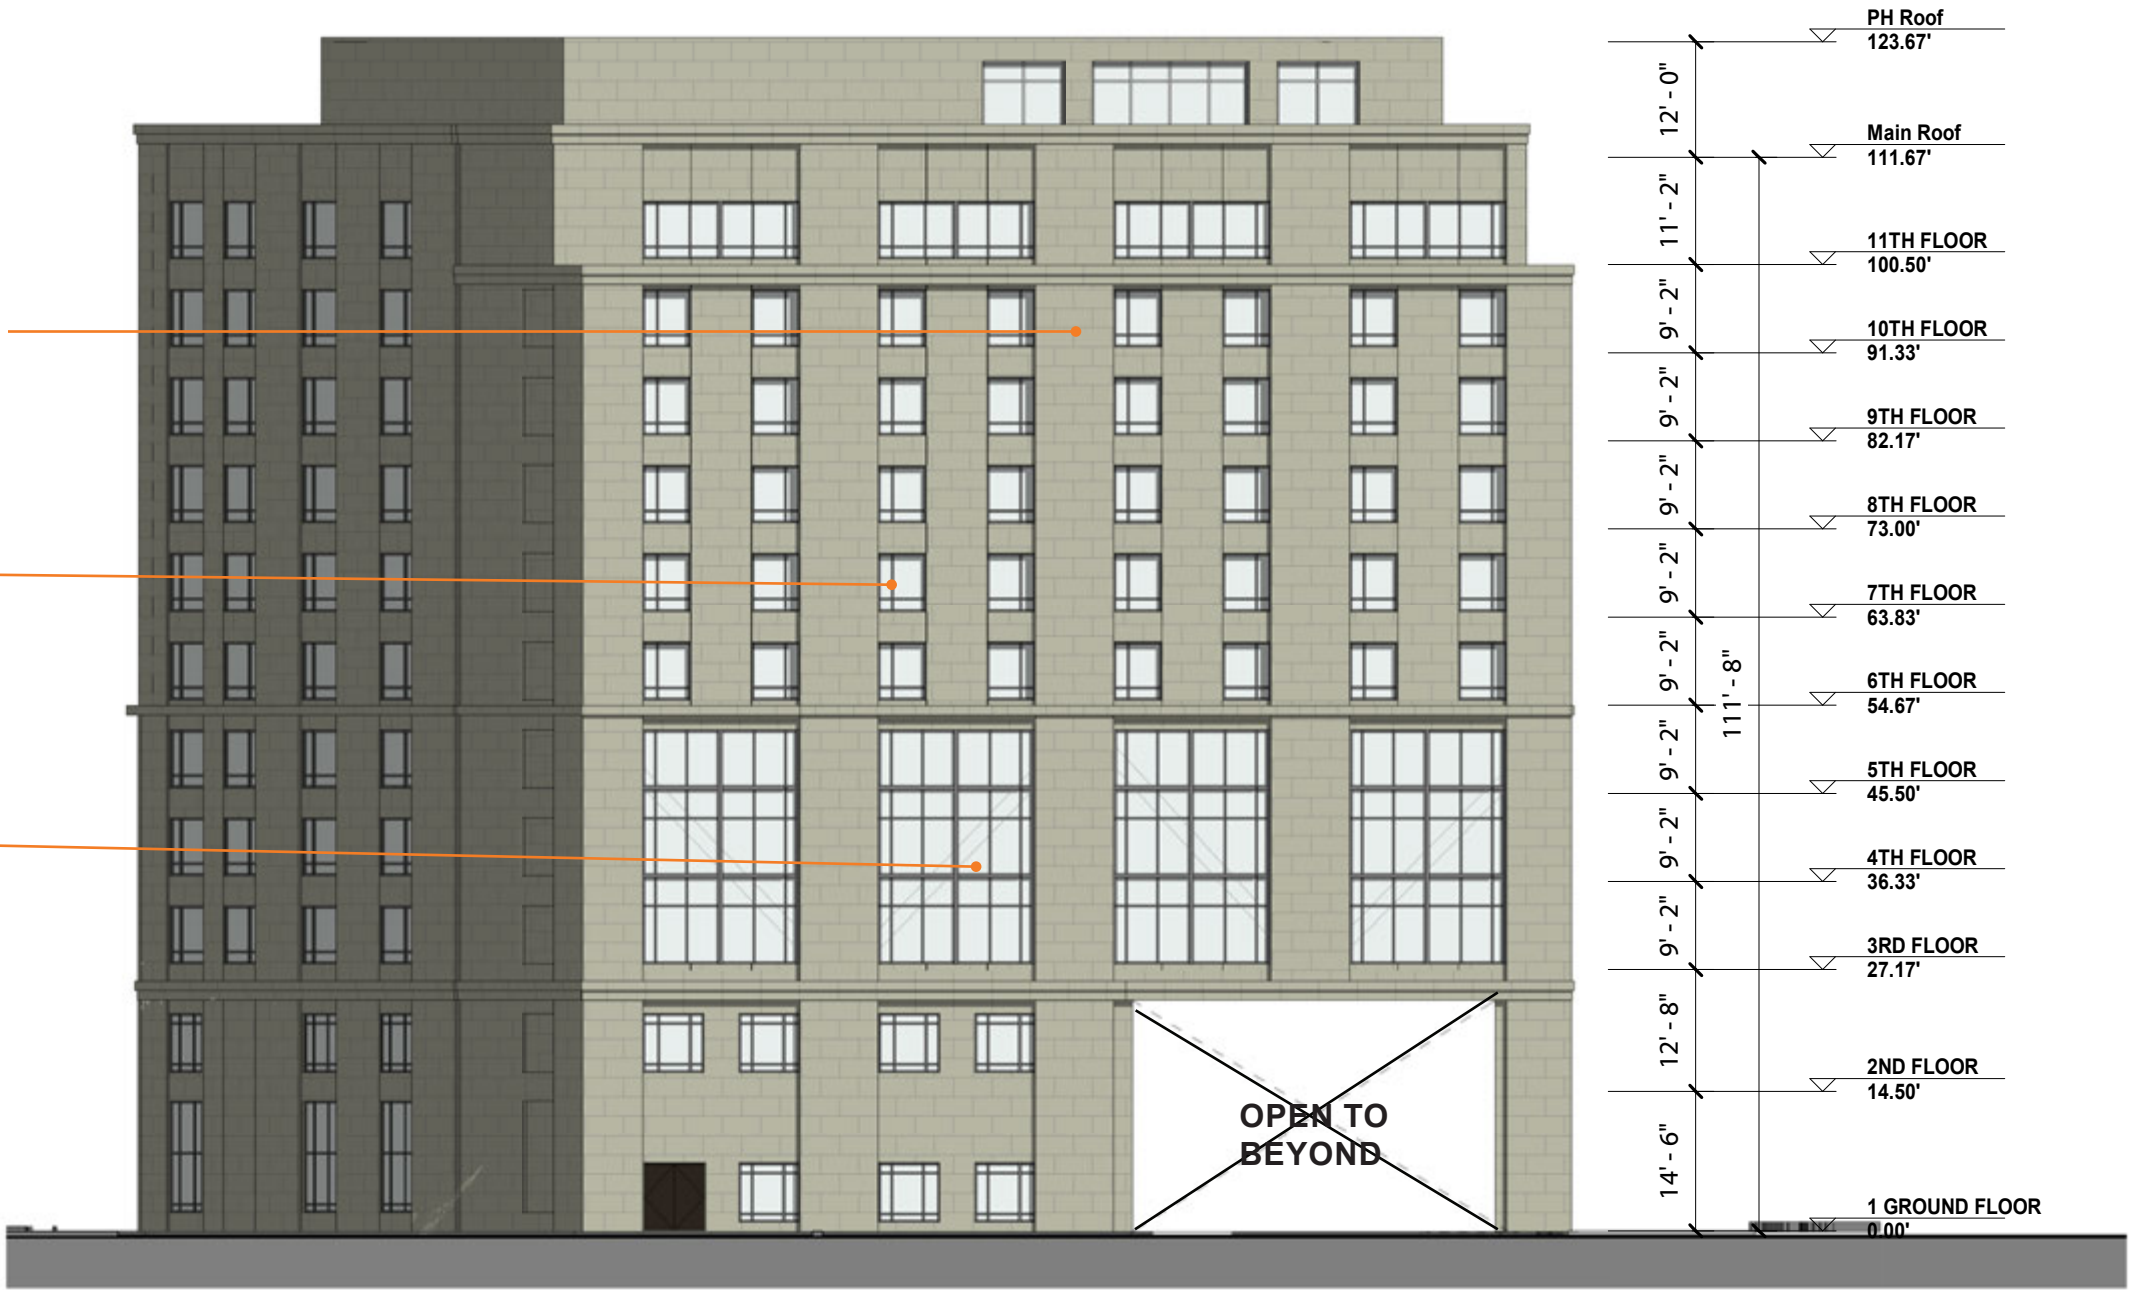 PH Roof
123.67'
12' - 0"
Main Roof
111.67'
11' - 2"
11TH FLOOR
100.50'
9' - 2"
10TH FLOOR
91.33'
9' - 2"
9TH FLOOR
82.17'
9' - 2"
8TH FLOOR
73.00'
9' - 2"
7TH FLOOR
63.83'
9' - 2"
111' - 8"
6TH FLOOR
54.67'
9' - 2"
5TH FLOOR
45.50'
9' - 2"
4TH FLOOR
36.33'
9' - 2"
3RD FLOOR
27.17'
12' - 8"
2ND FLOOR
14.50'
OPEN TO
BEYOND
14' - 6"
1 GROUND FLOOR
0.00'